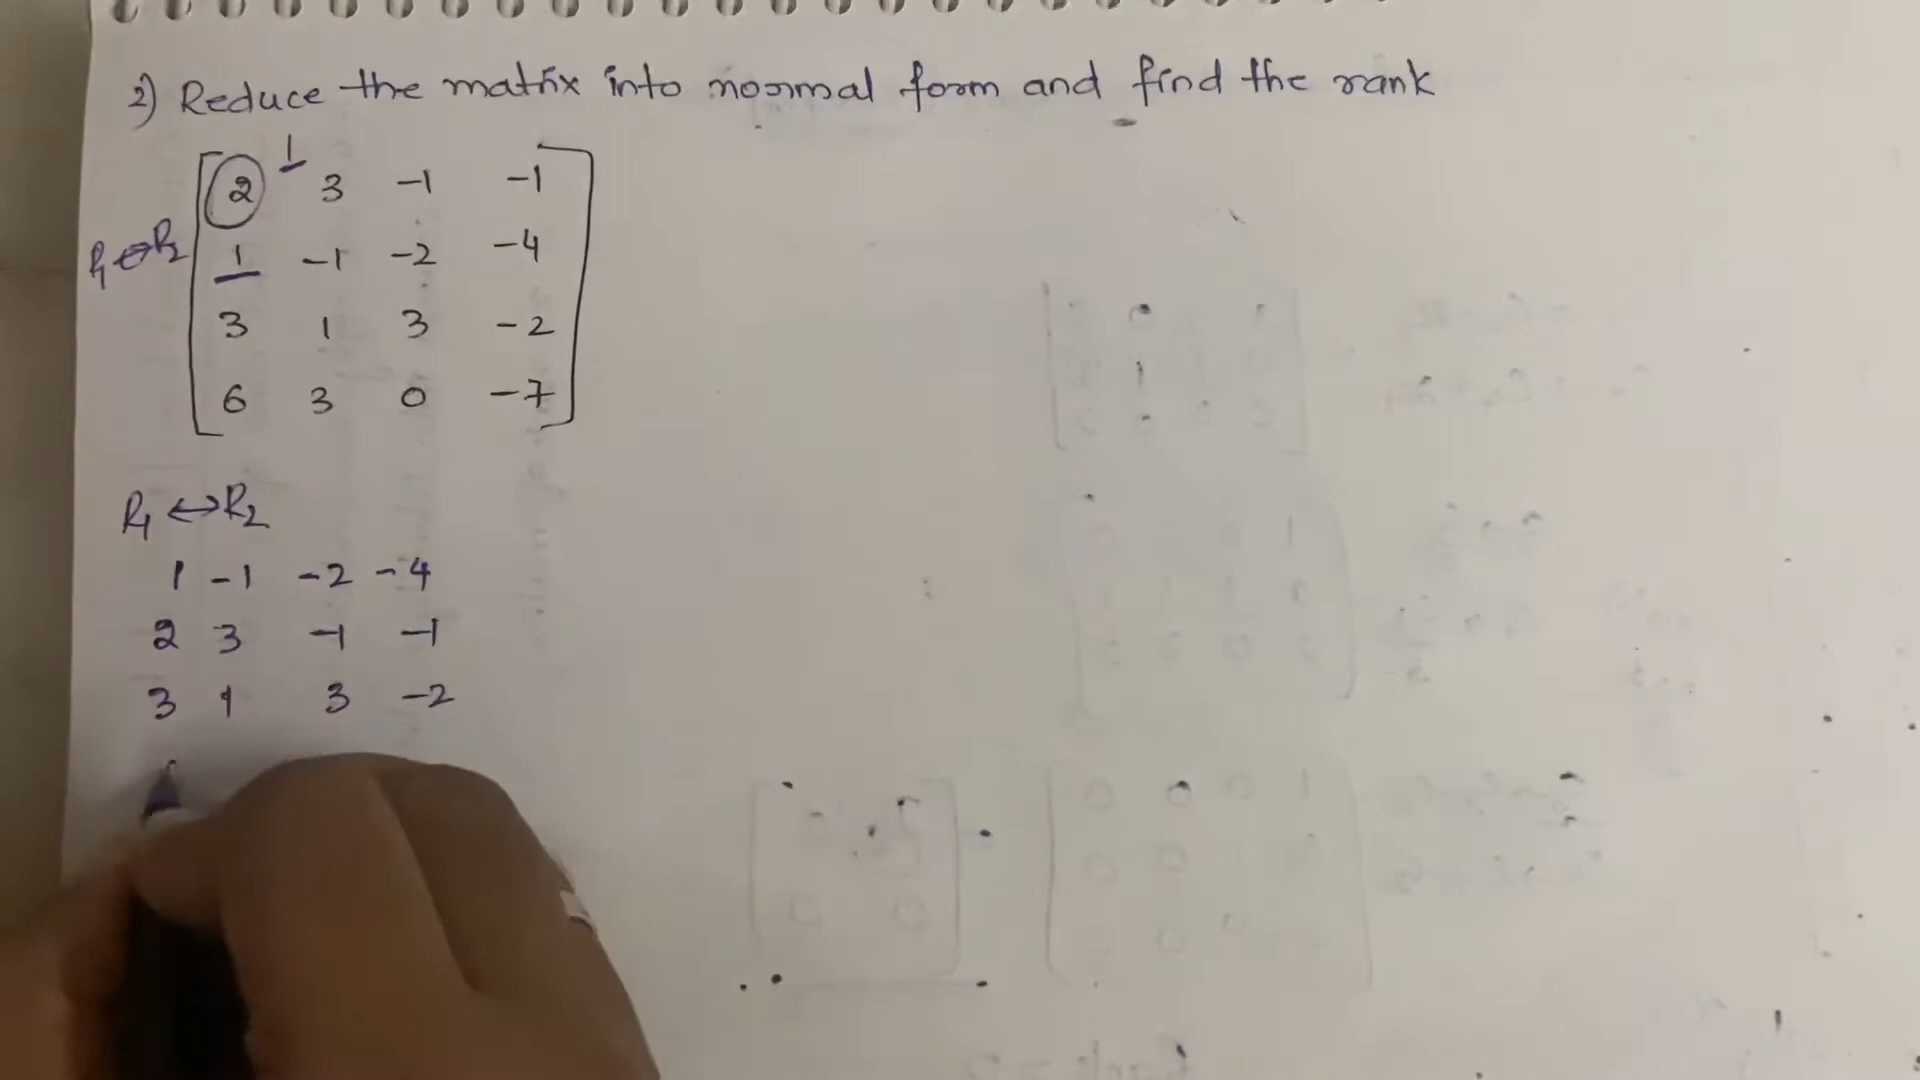 2) Reduce the matrix into normal form and find the rank
1
2 3 -1 -1
R1 ↔ R2 1 -1 -2 -4
3 1 3 -2
6 3 0 -7
R1 ↔ R2
1 -1 -2 -4
2 3 -1 -1
3 1 3 -2